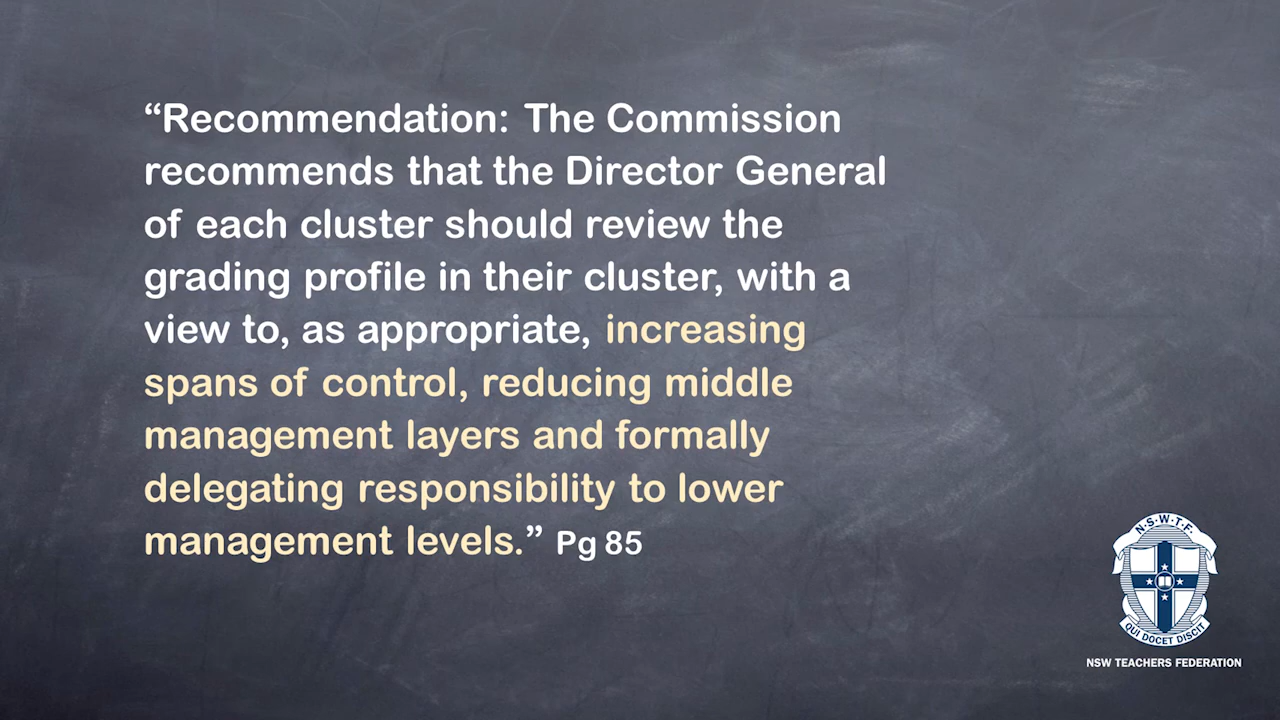 “Recommendation: The Commission
recommends that the Director General
of each cluster should review the
grading profile in their cluster, with a
view to, as appropriate, increasing
spans of control, reducing middle
management layers and formally
delegating responsibility to lower
management levels.” Pg 85
N·S·W·T·F·
QUI DOCET DISCIT
NSW TEACHERS FEDERATION